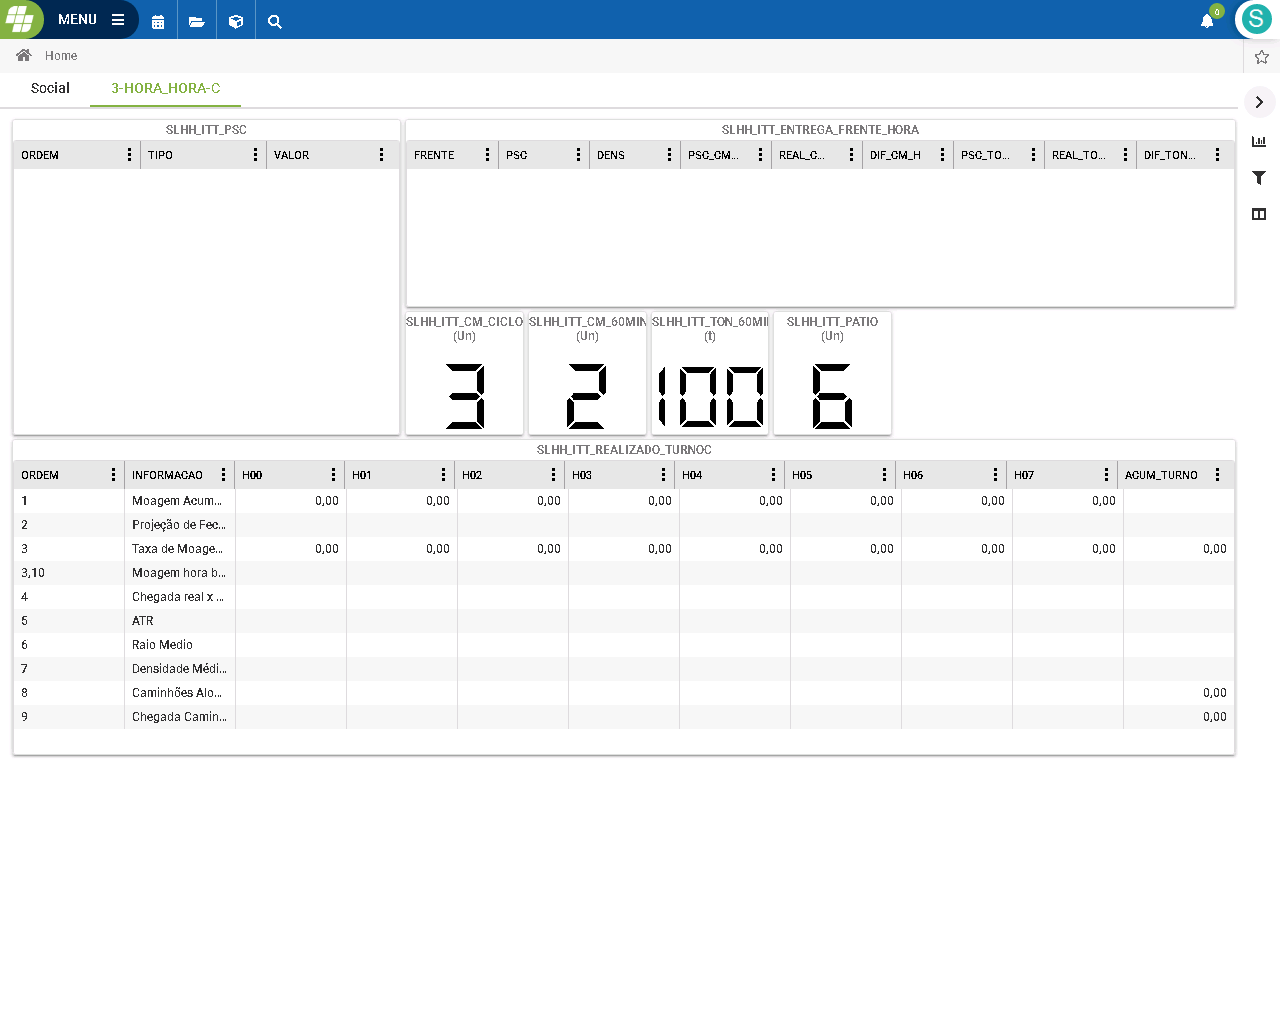 MENU
0
S
Home
Social 3-HORA_HORA-C
SLHH_ITT_PSC
ORDEM TIPO VALOR
SLHH_ITT_ENTREGA_FRENTE_HORA
FRENTE PSC DENS PSC_CM... REAL_C... DIF_CM_H PSC_TO... REAL_TO... DIF_TON...
SLHH_ITT_CM_CICLO
(Un)
3
SLHH_ITT_CM_60MIN
(Un)
2
SLHH_ITT_TON_60MI
(t)
100
SLHH_ITT_PATIO
(Un)
6
SLHH_ITT_REALIZADO_TURNOC
ORDEM INFORMACAO H00 H01 H02 H03 H04 H05 H06 H07 ACUM_TURNO
1 Moagem Acum... 0,00 0,00 0,00 0,00 0,00 0,00 0,00 0,00
2 Projeção de Fec...
3 Taxa de Moage... 0,00 0,00 0,00 0,00 0,00 0,00 0,00 0,00 0,00
3,10 Moagem hora b...
4 Chegada real x ...
5 ATR
6 Raio Medio
7 Densidade Médi...
8 Caminhões Alo... 0,00
9 Chegada Camin... 0,00